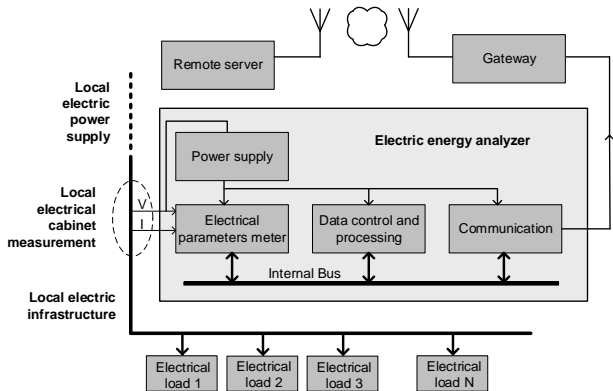 Remote server
Gateway
Local
electric
power
supply
Electric energy analyzer
Power supply
Local
electrical
cabinet
measurement
V
I
Electrical
parameters meter
Data control and
processing
Communication
Internal Bus
Local electric
infrastructure
Electrical
load 1
Electrical
load 2
Electrical
load 3
Electrical
load N